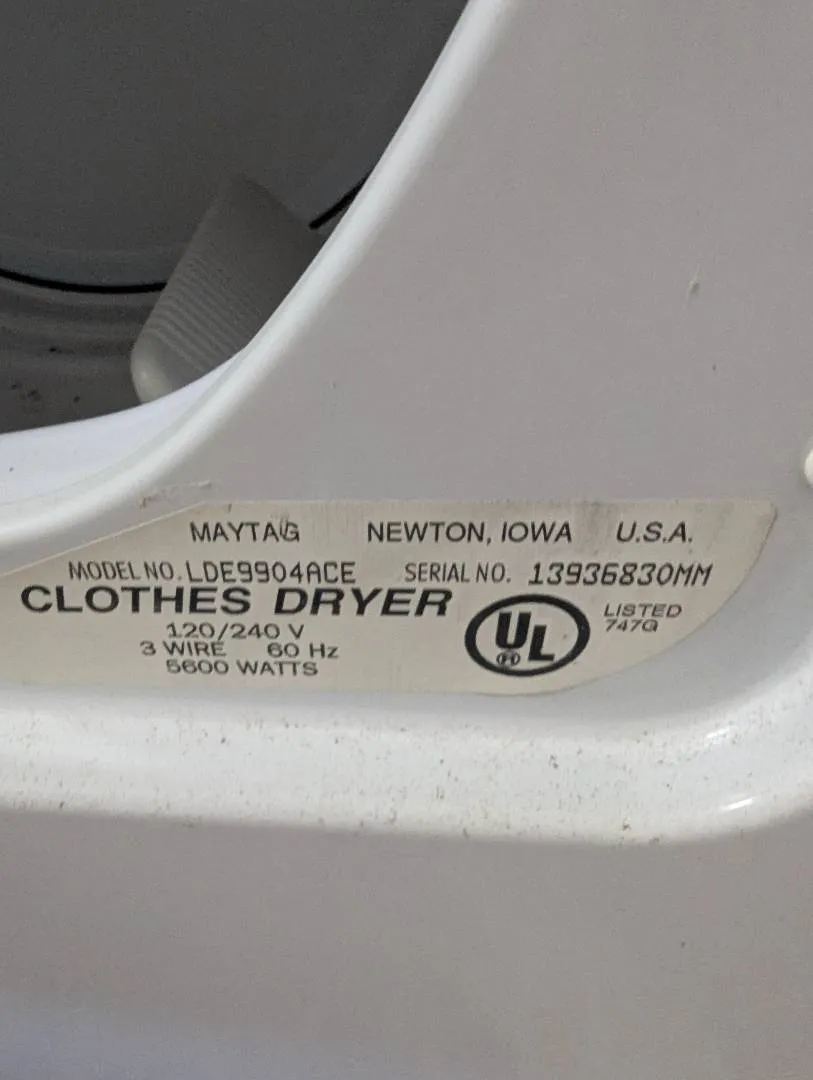 MAYTAG NEWTON, IOWA U.S.A.
MODEL NO. LDE9904ACE SERIAL NO. 13936830MM
CLOTHES DRYER
120/240 V
3 WIRE 60 Hz
5600 WATTS
UL
LISTED
747G